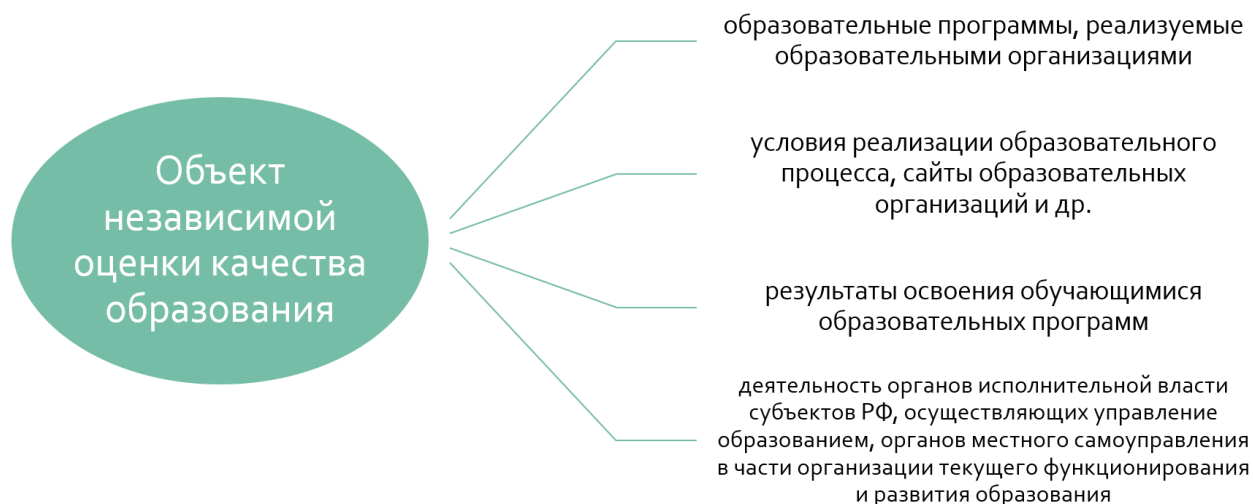 Объект
независимой
оценки качества
образования
образовательные программы, реализуемые
образовательными организациями
условия реализации образовательного
процесса, сайты образовательных
организаций и др.
результаты освоения обучающимися
образовательных программ
деятельность органов исполнительной власти
субъектов РФ, осуществляющих управление
образованием, органов местного самоуправления
в части организации текущего функционирования
и развития образования